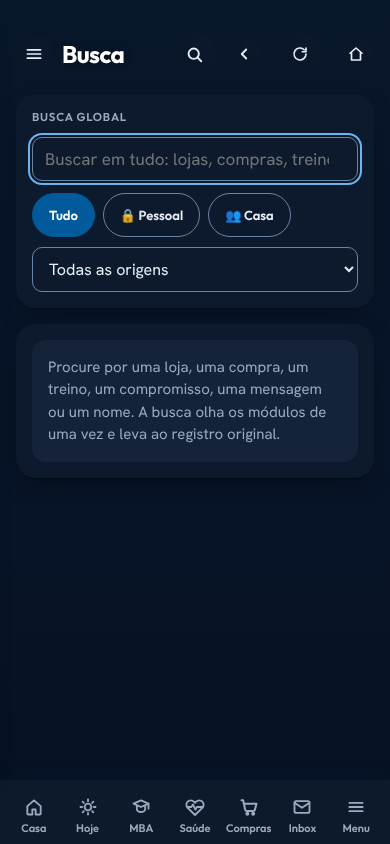 Busca
BUSCA GLOBAL
Buscar em tudo: lojas, compras, trein
Tudo
Pessoal
Casa
Todas as origens
Procure por uma loja, uma compra, um
treino, um compromisso, uma mensagem
ou um nome. A busca olha os módulos de
uma vez e leva ao registro original.
Casa
Hoje
MBA
Saúde
Compras
Inbox
Menu